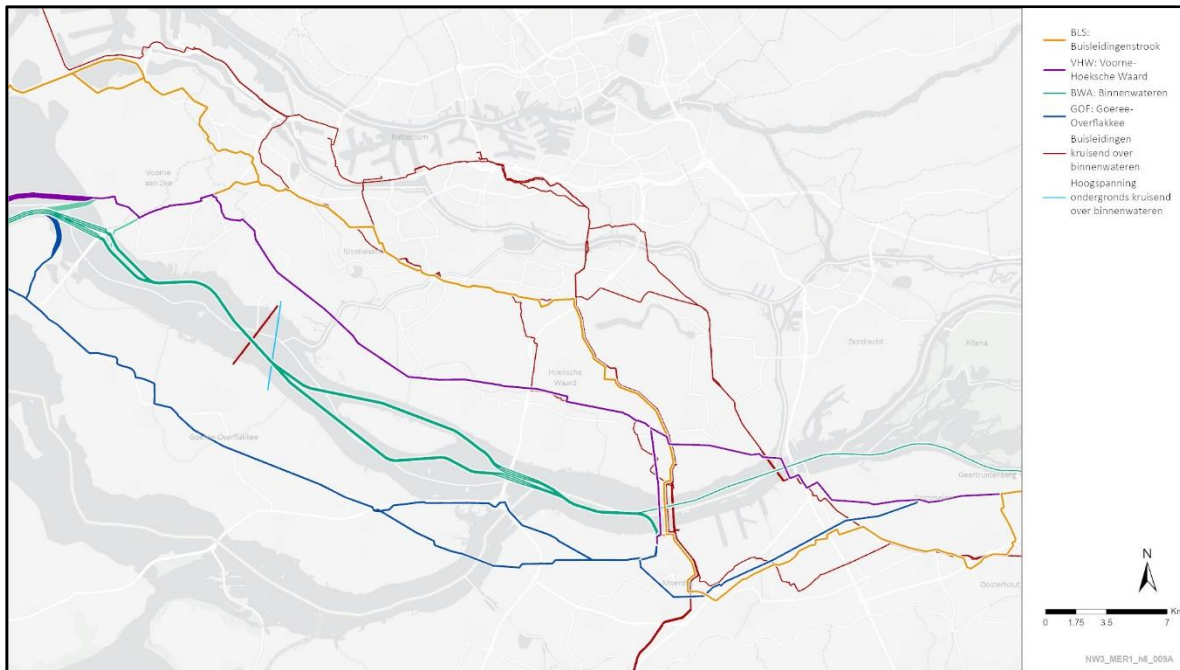 Rotterdam
Voorne
aan Zee
Nissewaard
Hoeksche
Waard
Dordrecht
Altena
Goeree-Overflakkee
Geertruidenberg
Drimmelen
Moerdijk
Oosterhout
BLS:
Buisleidingenstrook
VHW: Voorne-
Hoeksche Waard
BWA: Binnenwateren
GOF: Goeree-
Overflakkee
Buisleidingen
kruisend over
binnenwateren
Hoogspanning
ondergronds kruisend
over binnenwateren
N
Km
0 1.75 3.5 7
NW3_MER1_h6_009A